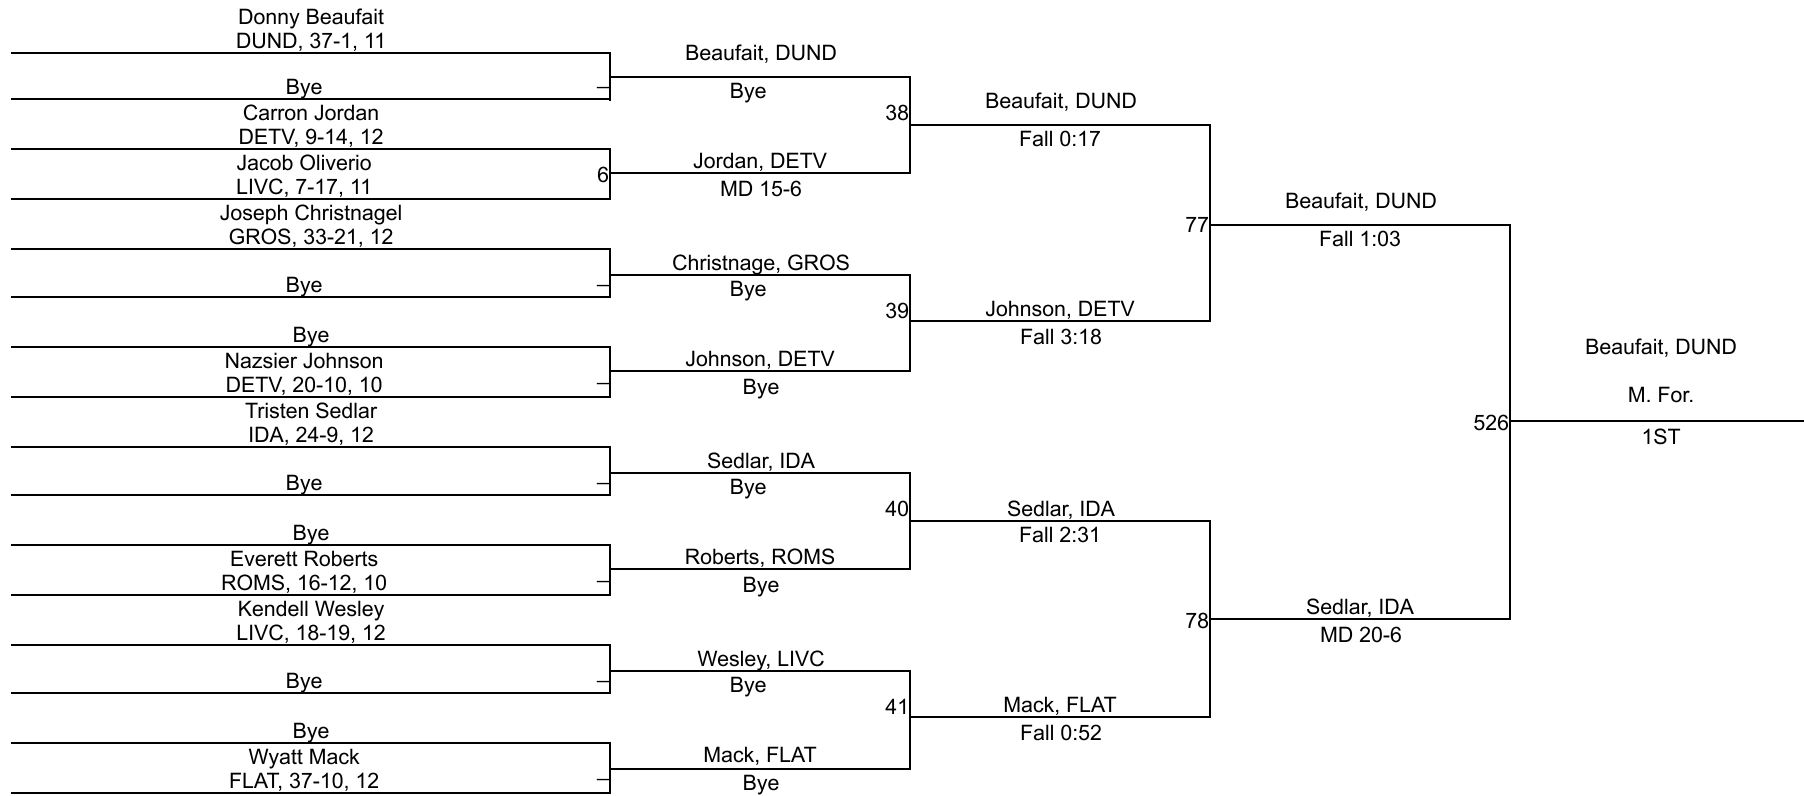 Donny Beaufait
DUND, 37-1, 11
Bye
Carron Jordan
DETV, 9-14, 12
Jacob Oliverio
LIVC, 7-17, 11
6
Joseph Christnagel
GROS, 33-21, 12
Bye
Bye
Nazsier Johnson
DETV, 20-10, 10
Tristen Sedlar
IDA, 24-9, 12
Bye
Bye
Everett Roberts
ROMS, 16-12, 10
Kendell Wesley
LIVC, 18-19, 12
Bye
Bye
Wyatt Mack
FLAT, 37-10, 12
Beaufait, DUND
Bye
38
Jordan, DETV
MD 15-6
Christnage, GROS
Bye
39
Johnson, DETV
Bye
Sedlar, IDA
Bye
40
Roberts, ROMS
Bye
Wesley, LIVC
Bye
41
Mack, FLAT
Bye
Beaufait, DUND
Fall 0:17
77
Johnson, DETV
Fall 3:18
Sedlar, IDA
Fall 2:31
78
Mack, FLAT
Fall 0:52
Beaufait, DUND
Fall 1:03
526
Sedlar, IDA
MD 20-6
Beaufait, DUND
M. For.
1ST